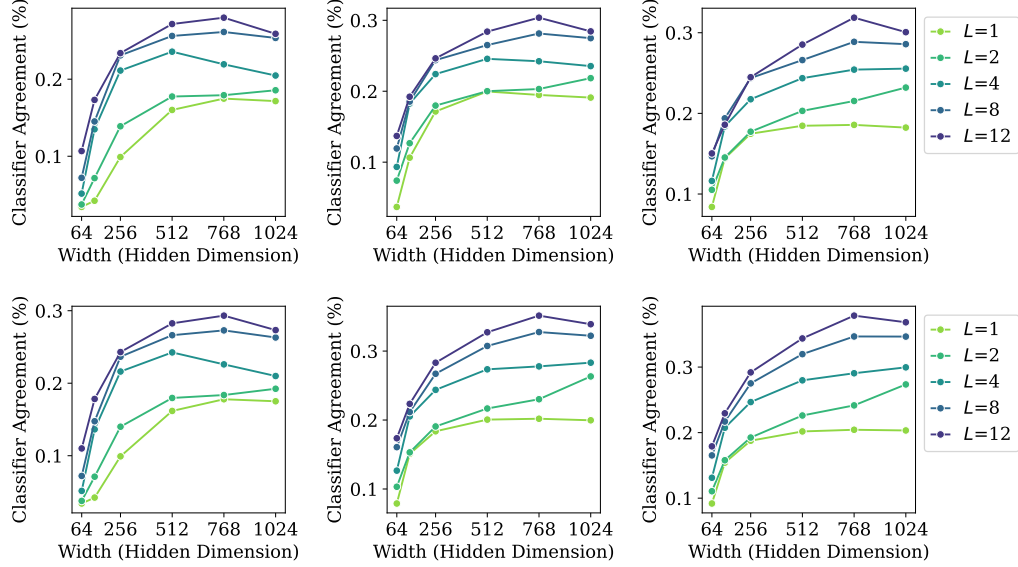 Classifier Agreement (%)
0.2
0.1
64 256 512 768 1024
Width (Hidden Dimension)
Classifier Agreement (%)
0.3
0.2
0.1
64 256 512 768 1024
Width (Hidden Dimension)
Classifier Agreement (%)
0.3
0.2
0.1
64 256 512 768 1024
Width (Hidden Dimension)
L=1
L=2
L=4
L=8
L=12
Classifier Agreement (%)
0.3
0.2
0.1
64 256 512 768 1024
Width (Hidden Dimension)
Classifier Agreement (%)
0.3
0.2
0.1
64 256 512 768 1024
Width (Hidden Dimension)
Classifier Agreement (%)
0.3
0.2
0.1
64 256 512 768 1024
Width (Hidden Dimension)
L=1
L=2
L=4
L=8
L=12